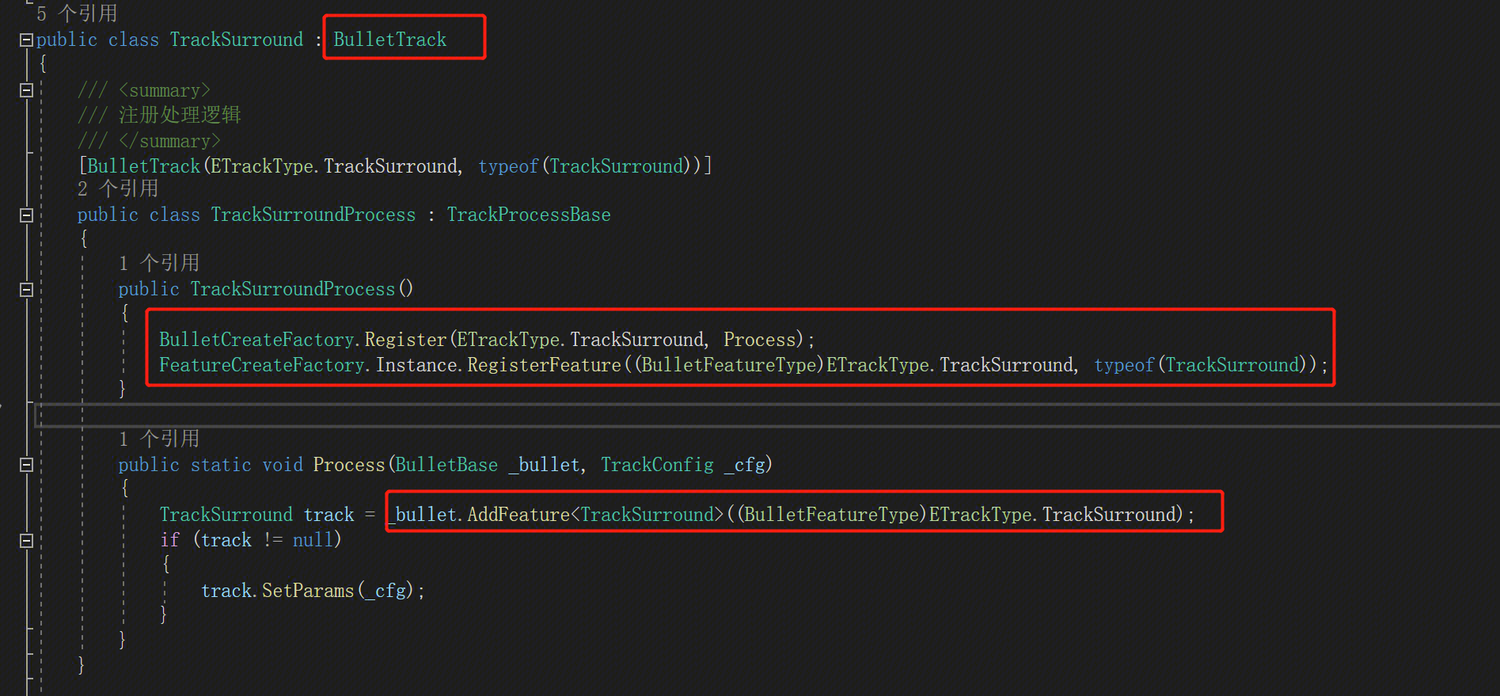 5 个引用
public class TrackSurround : BulletTrack
{
/// <summary>
/// 注册处理逻辑
/// </summary>
[BulletTrack(ETrackType.TrackSurround, typeof(TrackSurround))]
2 个引用
public class TrackSurroundProcess : TrackProcessBase
{
1 个引用
public TrackSurroundProcess()
{
BulletCreateFactory.Register(ETrackType.TrackSurround, Process);
FeatureCreateFactory.Instance.RegisterFeature((BulletFeatureType)ETrackType.TrackSurround, typeof(TrackSurround));
}
1 个引用
public static void Process(BulletBase _bullet, TrackConfig _cfg)
{
TrackSurround track = _bullet.AddFeature<TrackSurround>((BulletFeatureType)ETrackType.TrackSurround);
if (track != null)
{
track.SetParams(_cfg);
}
}
}